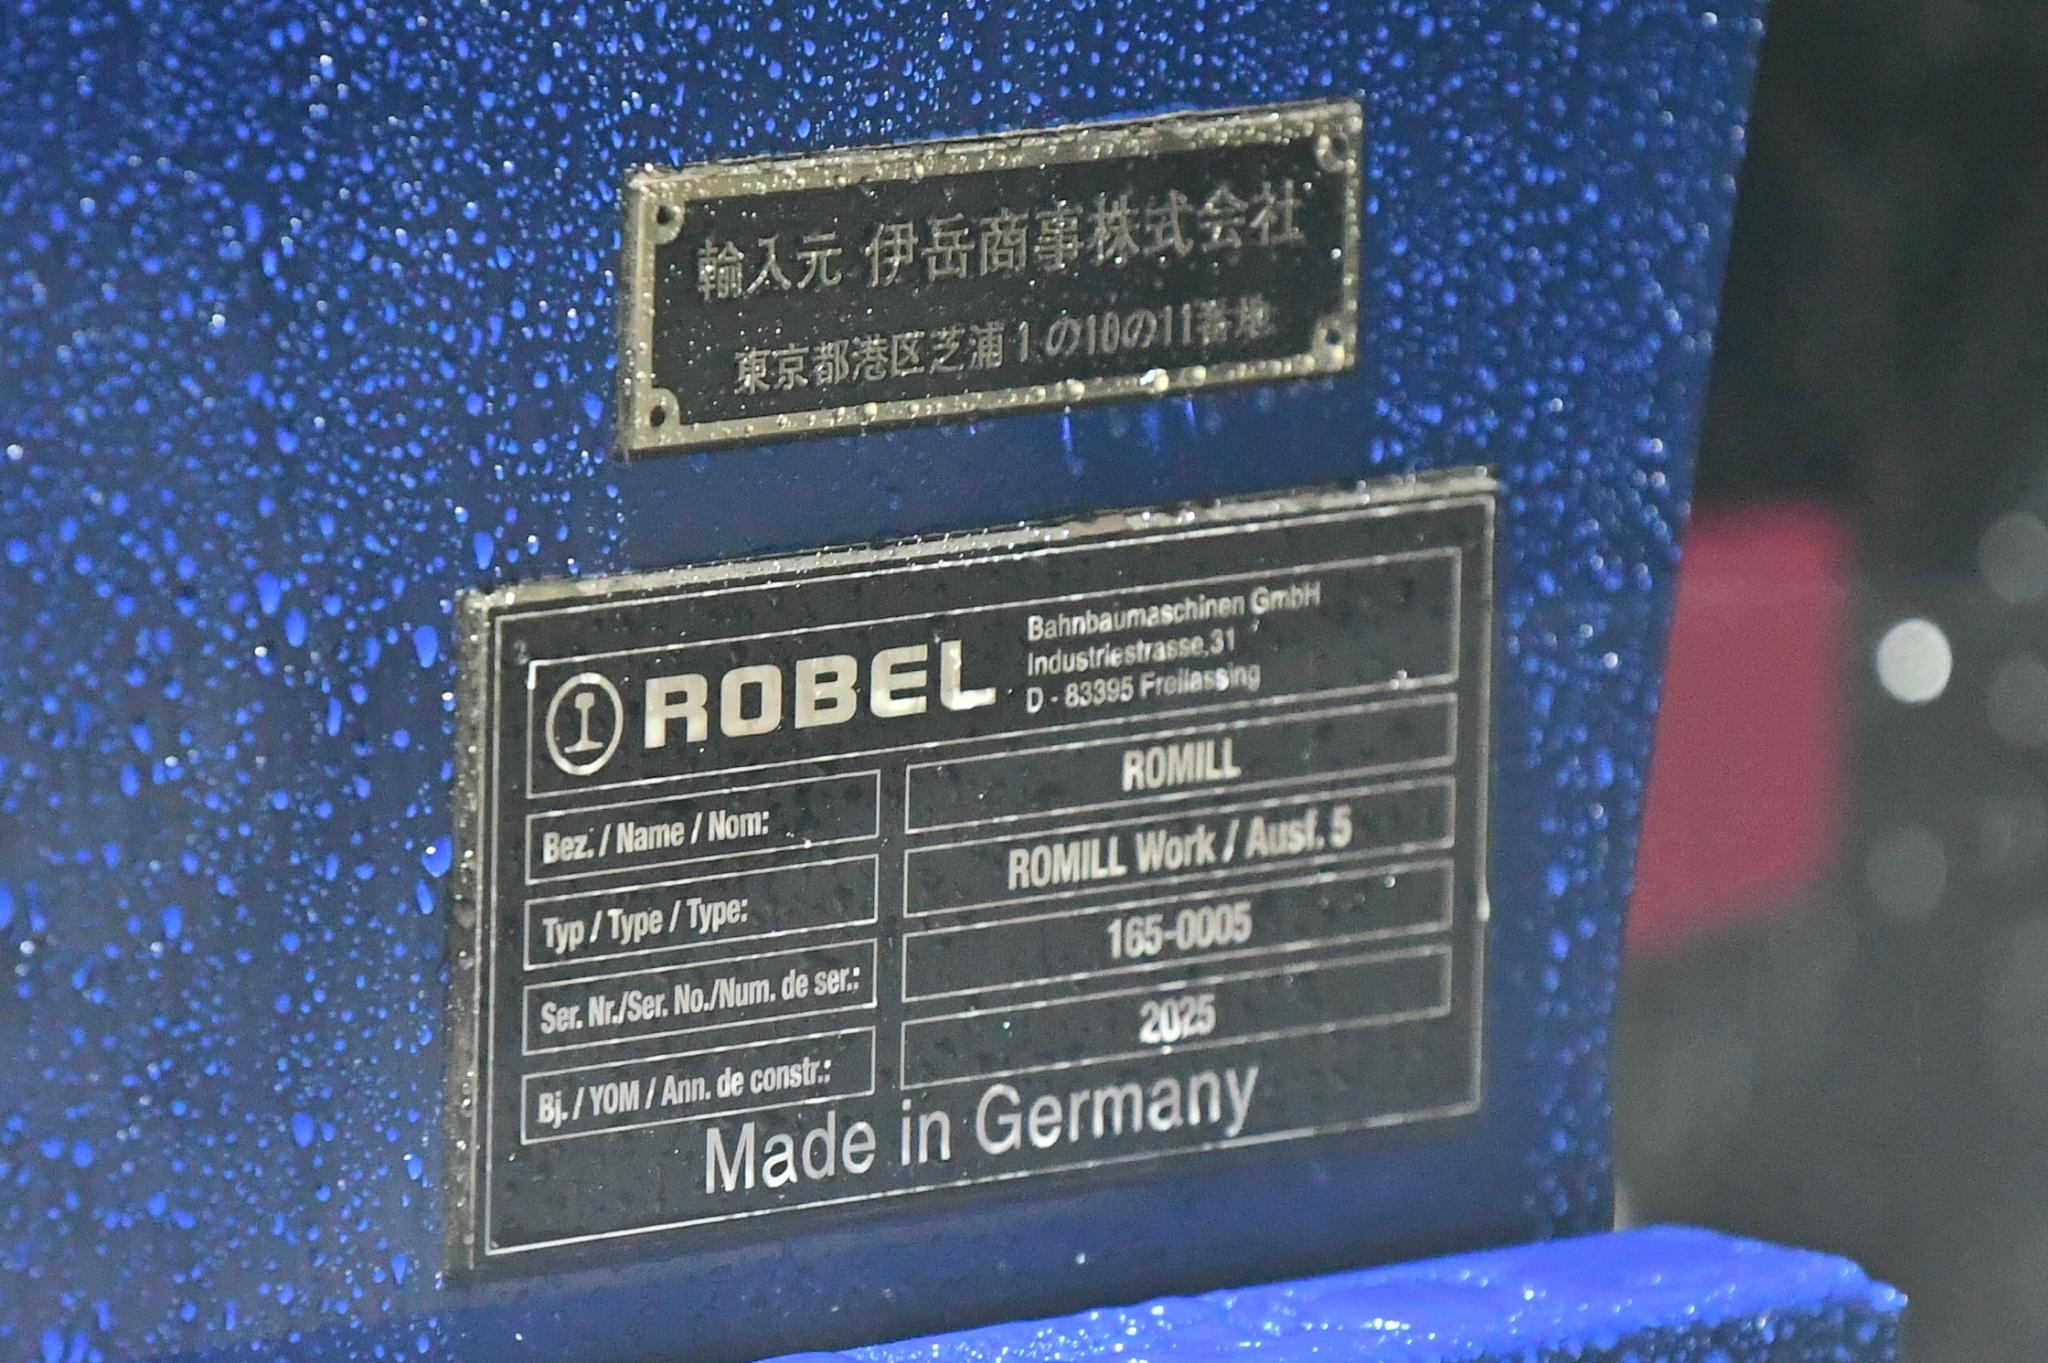 輸入元 伊岳商事株式会社
東京都港区芝浦1の10の11番地
ROBEL
Bahnbaumaschinen GmbH
Industriestrasse 31
D - 83395 Freilassing
Bez. / Name / Nom:
ROMILL
Typ / Type / Type:
ROMILL Work / Ausf. 5
Ser. Nr./Ser. No./Num. de ser.:
165-0005
Bj. / YOM / Ann. de constr.:
2025
Made in Germany